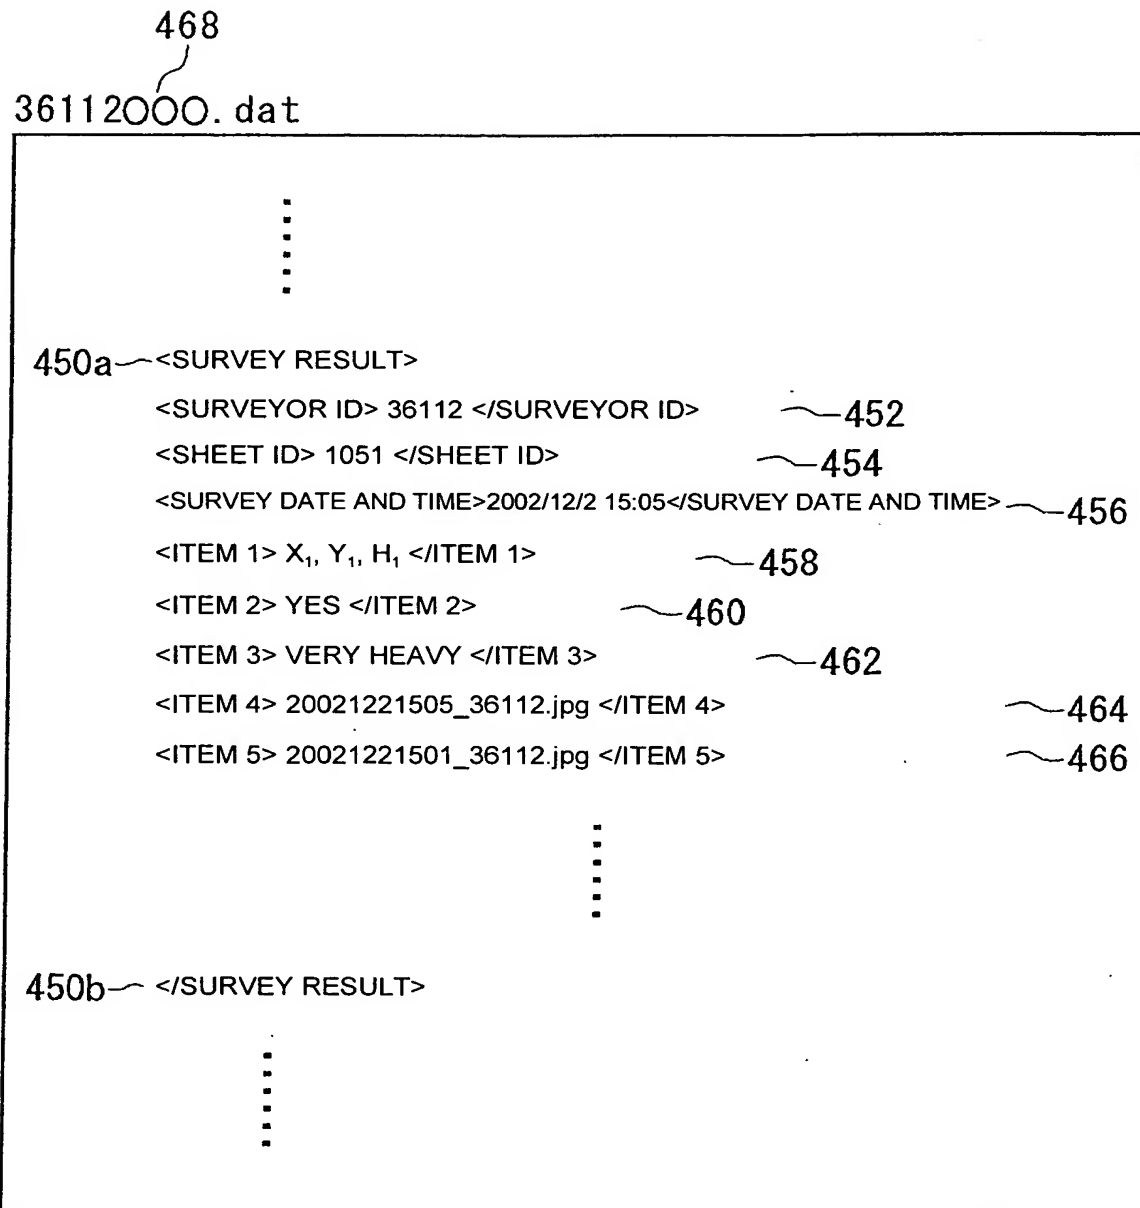 468
36112○○○.dat
450a <SURVEY RESULT>
<SURVEYOR ID> 36112 </SURVEYOR ID> 452
<SHEET ID> 1051 </SHEET ID> 454
<SURVEY DATE AND TIME>2002/12/2 15:05</SURVEY DATE AND TIME> 456
<ITEM 1> X₁, Y₁, H₁ </ITEM 1> 458
<ITEM 2> YES </ITEM 2> 460
<ITEM 3> VERY HEAVY </ITEM 3> 462
<ITEM 4> 20021221505_36112.jpg </ITEM 4> 464
<ITEM 5> 20021221501_36112.jpg </ITEM 5> 466
450b </SURVEY RESULT>